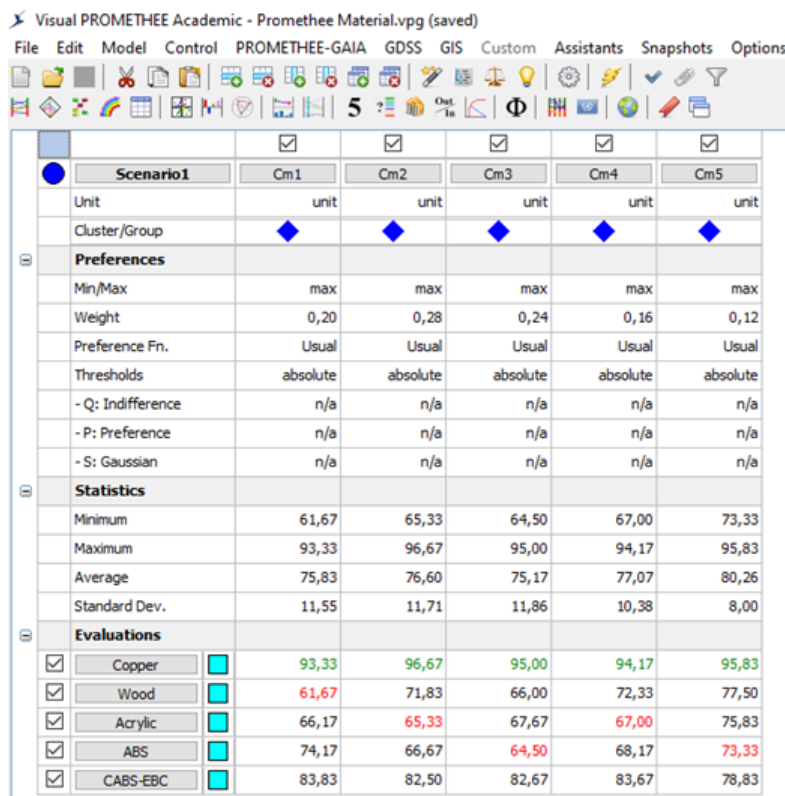 Visual PROMETHEE Academic - Promethee Material.vpg (saved)
File Edit Model Control PROMETHEE-GAIA GDSS GIS Custom Assistants Snapshots Options
5 ?
Out In Φ
Scenario1 Cm1 Cm2 Cm3 Cm4 Cm5
Unit unit unit unit unit unit
Cluster/Group
Preferences
Min/Max max max max max max
Weight 0,20 0,28 0,24 0,16 0,12
Preference Fn. Usual Usual Usual Usual Usual
Thresholds absolute absolute absolute absolute absolute
- Q: Indifference n/a n/a n/a n/a n/a
- P: Preference n/a n/a n/a n/a n/a
- S: Gaussian n/a n/a n/a n/a n/a
Statistics
Minimum 61,67 65,33 64,50 67,00 73,33
Maximum 93,33 96,67 95,00 94,17 95,83
Average 75,83 76,60 75,17 77,07 80,26
Standard Dev. 11,55 11,71 11,86 10,38 8,00
Evaluations
Copper 93,33 96,67 95,00 94,17 95,83
Wood 61,67 71,83 66,00 72,33 77,50
Acrylic 66,17 65,33 67,67 67,00 75,83
ABS 74,17 66,67 64,50 68,17 73,33
CABS-EBC 83,83 82,50 82,67 83,67 78,83